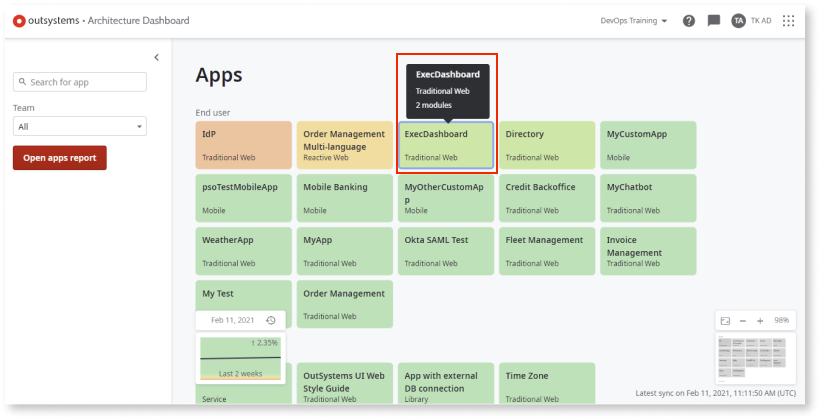 outsystems • Architecture Dashboard
DevOps Training
?
TA
TK AD
Search for app
Team
All
Open apps report
Apps
ExecDashboard
Traditional Web
2 modules
End user
IdP
Traditional Web
Order Management
Multi-language
Reactive Web
ExecDashboard
Traditional Web
Directory
Traditional Web
MyCustomApp
Mobile
psoTestMobileApp
Mobile
Mobile Banking
Mobile
MyOtherCustomAp
p
Mobile
Credit Backoffice
Traditional Web
MyChatbot
Traditional Web
WeatherApp
Traditional Web
MyApp
Traditional Web
Okta SAML Test
Traditional Web
Fleet Management
Traditional Web
Invoice
Management
Traditional Web
My Test
Order Management
Traditional Web
Feb 11, 2021
↑ 2.35%
Last 2 weeks
98%
Service
OutSystems UI Web
Style Guide
Traditional Web
App with external
DB connection
Library
Time Zone
Traditional Web
Latest sync on Feb 11, 2021, 11:11:50 AM (UTC)